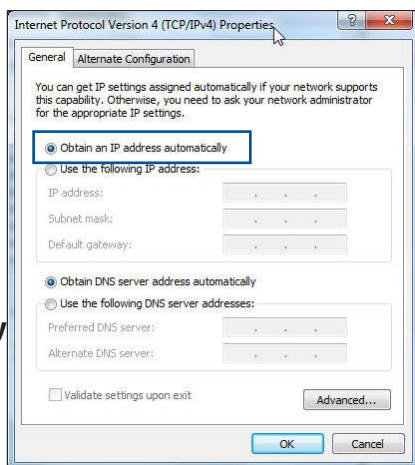 Internet Protocol Version 4 (TCP/IPv4) Properties
General
Alternate Configuration
You can get IP settings assigned automatically if your network supports
this capability. Otherwise, you need to ask your network administrator
for the appropriate IP settings.
Obtain an IP address automatically
Use the following IP address:
IP address:
Subnet mask:
Default gateway:
Obtain DNS server address automatically
Use the following DNS server addresses:
Preferred DNS server:
Alternate DNS server:
Validate settings upon exit
Advanced...
OK
Cancel